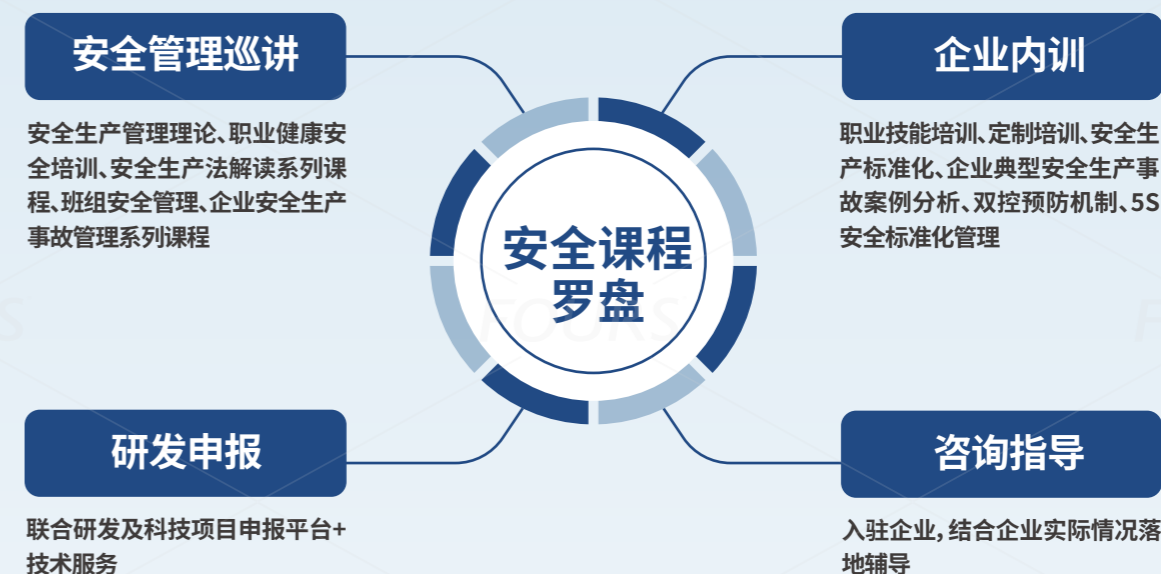 安全管理巡讲
安全生产管理理论、职业健康安
全培训、安全生产法解读系列课
程、班组安全管理、企业安全生产
事故管理系列课程
企业内训
职业技能培训、定制培训、安全生
产标准化、企业典型安全生产事
故案例分析、双控预防机制、5S
安全标准化管理
安全课程
罗盘
FOOKS
研发申报
联合研发及科技项目申报平台+
技术服务
咨询指导
入驻企业, 结合企业实际情况落
地辅导